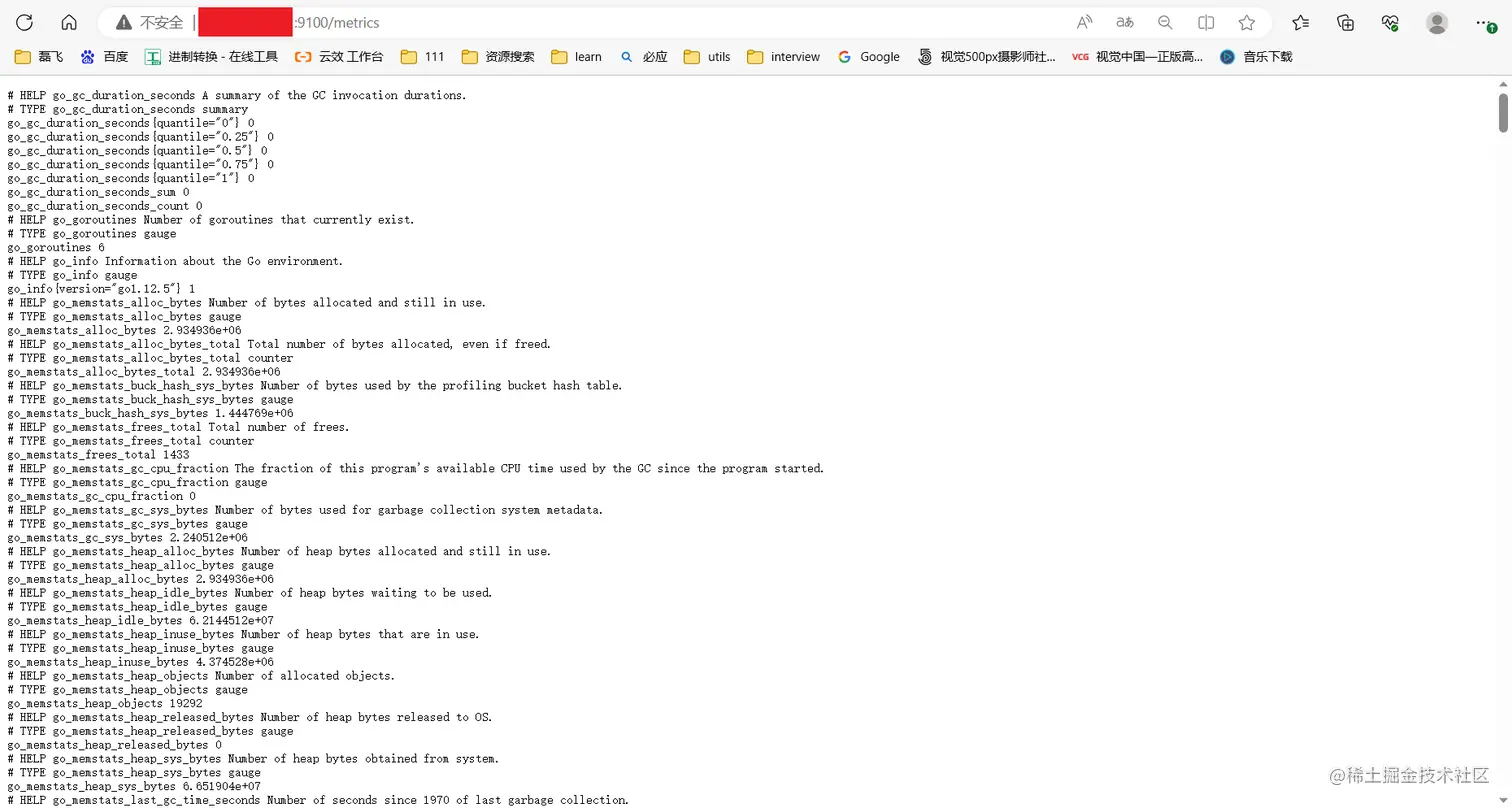 不安全 | :9100/metrics
磊飞 百度 进制转换 - 在线工具 云效 工作台 111 资源搜索 learn 必应 utils interview Google 视觉500px摄影师社... VCG 视觉中国—正版高... 音乐下载
# HELP go_gc_duration_seconds A summary of the GC invocation durations.
# TYPE go_gc_duration_seconds summary
go_gc_duration_seconds{quantile="0"} 0
go_gc_duration_seconds{quantile="0.25"} 0
go_gc_duration_seconds{quantile="0.5"} 0
go_gc_duration_seconds{quantile="0.75"} 0
go_gc_duration_seconds{quantile="1"} 0
go_gc_duration_seconds_sum 0
go_gc_duration_seconds_count 0
# HELP go_goroutines Number of goroutines that currently exist.
# TYPE go_goroutines gauge
go_goroutines 6
# HELP go_info Information about the Go environment.
# TYPE go_info gauge
go_info{version="go1.12.5"} 1
# HELP go_memstats_alloc_bytes Number of bytes allocated and still in use.
# TYPE go_memstats_alloc_bytes gauge
go_memstats_alloc_bytes 2.934936e+06
# HELP go_memstats_alloc_bytes_total Total number of bytes allocated, even if freed.
# TYPE go_memstats_alloc_bytes_total counter
go_memstats_alloc_bytes_total 2.934936e+06
# HELP go_memstats_buck_hash_sys_bytes Number of bytes used by the profiling bucket hash table.
# TYPE go_memstats_buck_hash_sys_bytes gauge
go_memstats_buck_hash_sys_bytes 1.444769e+06
# HELP go_memstats_frees_total Total number of frees.
# TYPE go_memstats_frees_total counter
go_memstats_frees_total 1433
# HELP go_memstats_gc_cpu_fraction The fraction of this program's available CPU time used by the GC since the program started.
# TYPE go_memstats_gc_cpu_fraction gauge
go_memstats_gc_cpu_fraction 0
# HELP go_memstats_gc_sys_bytes Number of bytes used for garbage collection system metadata.
# TYPE go_memstats_gc_sys_bytes gauge
go_memstats_gc_sys_bytes 2.240512e+06
# HELP go_memstats_heap_alloc_bytes Number of heap bytes allocated and still in use.
# TYPE go_memstats_heap_alloc_bytes gauge
go_memstats_heap_alloc_bytes 2.934936e+06
# HELP go_memstats_heap_idle_bytes Number of heap bytes waiting to be used.
# TYPE go_memstats_heap_idle_bytes gauge
go_memstats_heap_idle_bytes 6.2144512e+07
# HELP go_memstats_heap_inuse_bytes Number of heap bytes that are in use.
# TYPE go_memstats_heap_inuse_bytes gauge
go_memstats_heap_inuse_bytes 4.374528e+06
# HELP go_memstats_heap_objects Number of allocated objects.
# TYPE go_memstats_heap_objects gauge
go_memstats_heap_objects 19292
# HELP go_memstats_heap_released_bytes Number of heap bytes released to OS.
# TYPE go_memstats_heap_released_bytes gauge
go_memstats_heap_released_bytes 0
# HELP go_memstats_heap_sys_bytes Number of heap bytes obtained from system.
# TYPE go_memstats_heap_sys_bytes gauge
go_memstats_heap_sys_bytes 6.651904e+07
# HELP go_memstats_last_gc_time_seconds Number of seconds since 1970 of last garbage collection.
@稀土掘金技术社区